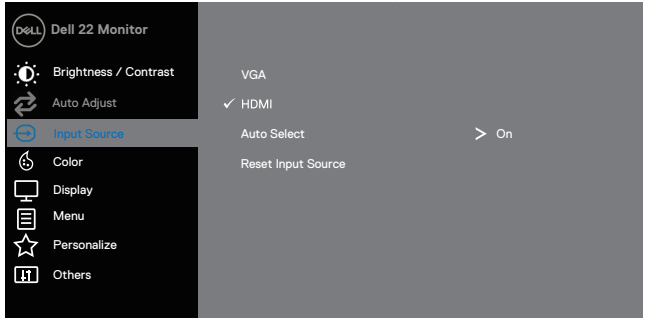 DELL Dell 22 Monitor
Brightness / Contrast
VGA
Auto Adjust
HDMI
Input Source
Auto Select
On
Color
Reset Input Source
Display
Menu
Personalize
Others